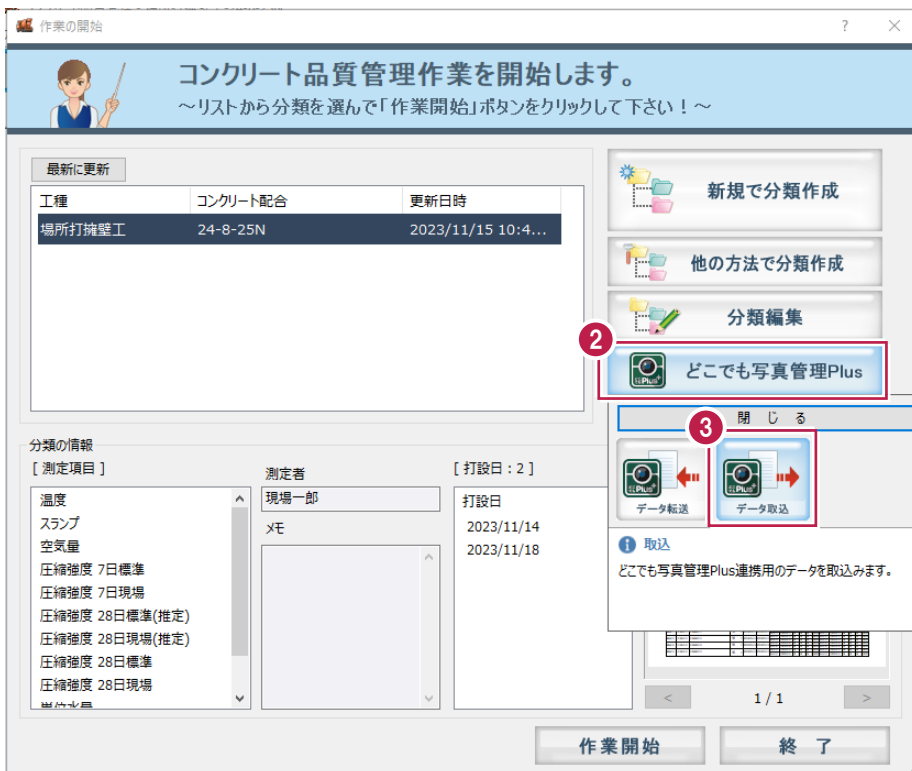 作業の開始
?
コンクリート品質管理作業を開始します。
～リストから分類を選んで「作業開始」ボタンをクリックして下さい！～
最新に更新
工種 コンクリート配合 更新日時
場所打擁壁工 24-8-25N 2023/11/15 10:4...
新規で分類作成
他の方法で分類作成
分類編集
2
どこでも写真管理Plus
閉じる
3
データ転送
データ取込
取込
どこでも写真管理Plus連携用のデータを取込みます。
分類の情報
[ 測定項目 ]
温度
スランプ
空気量
圧縮強度 7日標準
圧縮強度 7日現場
圧縮強度 28日標準(推定)
圧縮強度 28日現場(推定)
圧縮強度 28日標準
圧縮強度 28日現場
単位水量
測定者
現場一郎
メモ
[ 打設日 : 2 ]
打設日
2023/11/14
2023/11/18
< 1 / 1 >
作業開始
終了